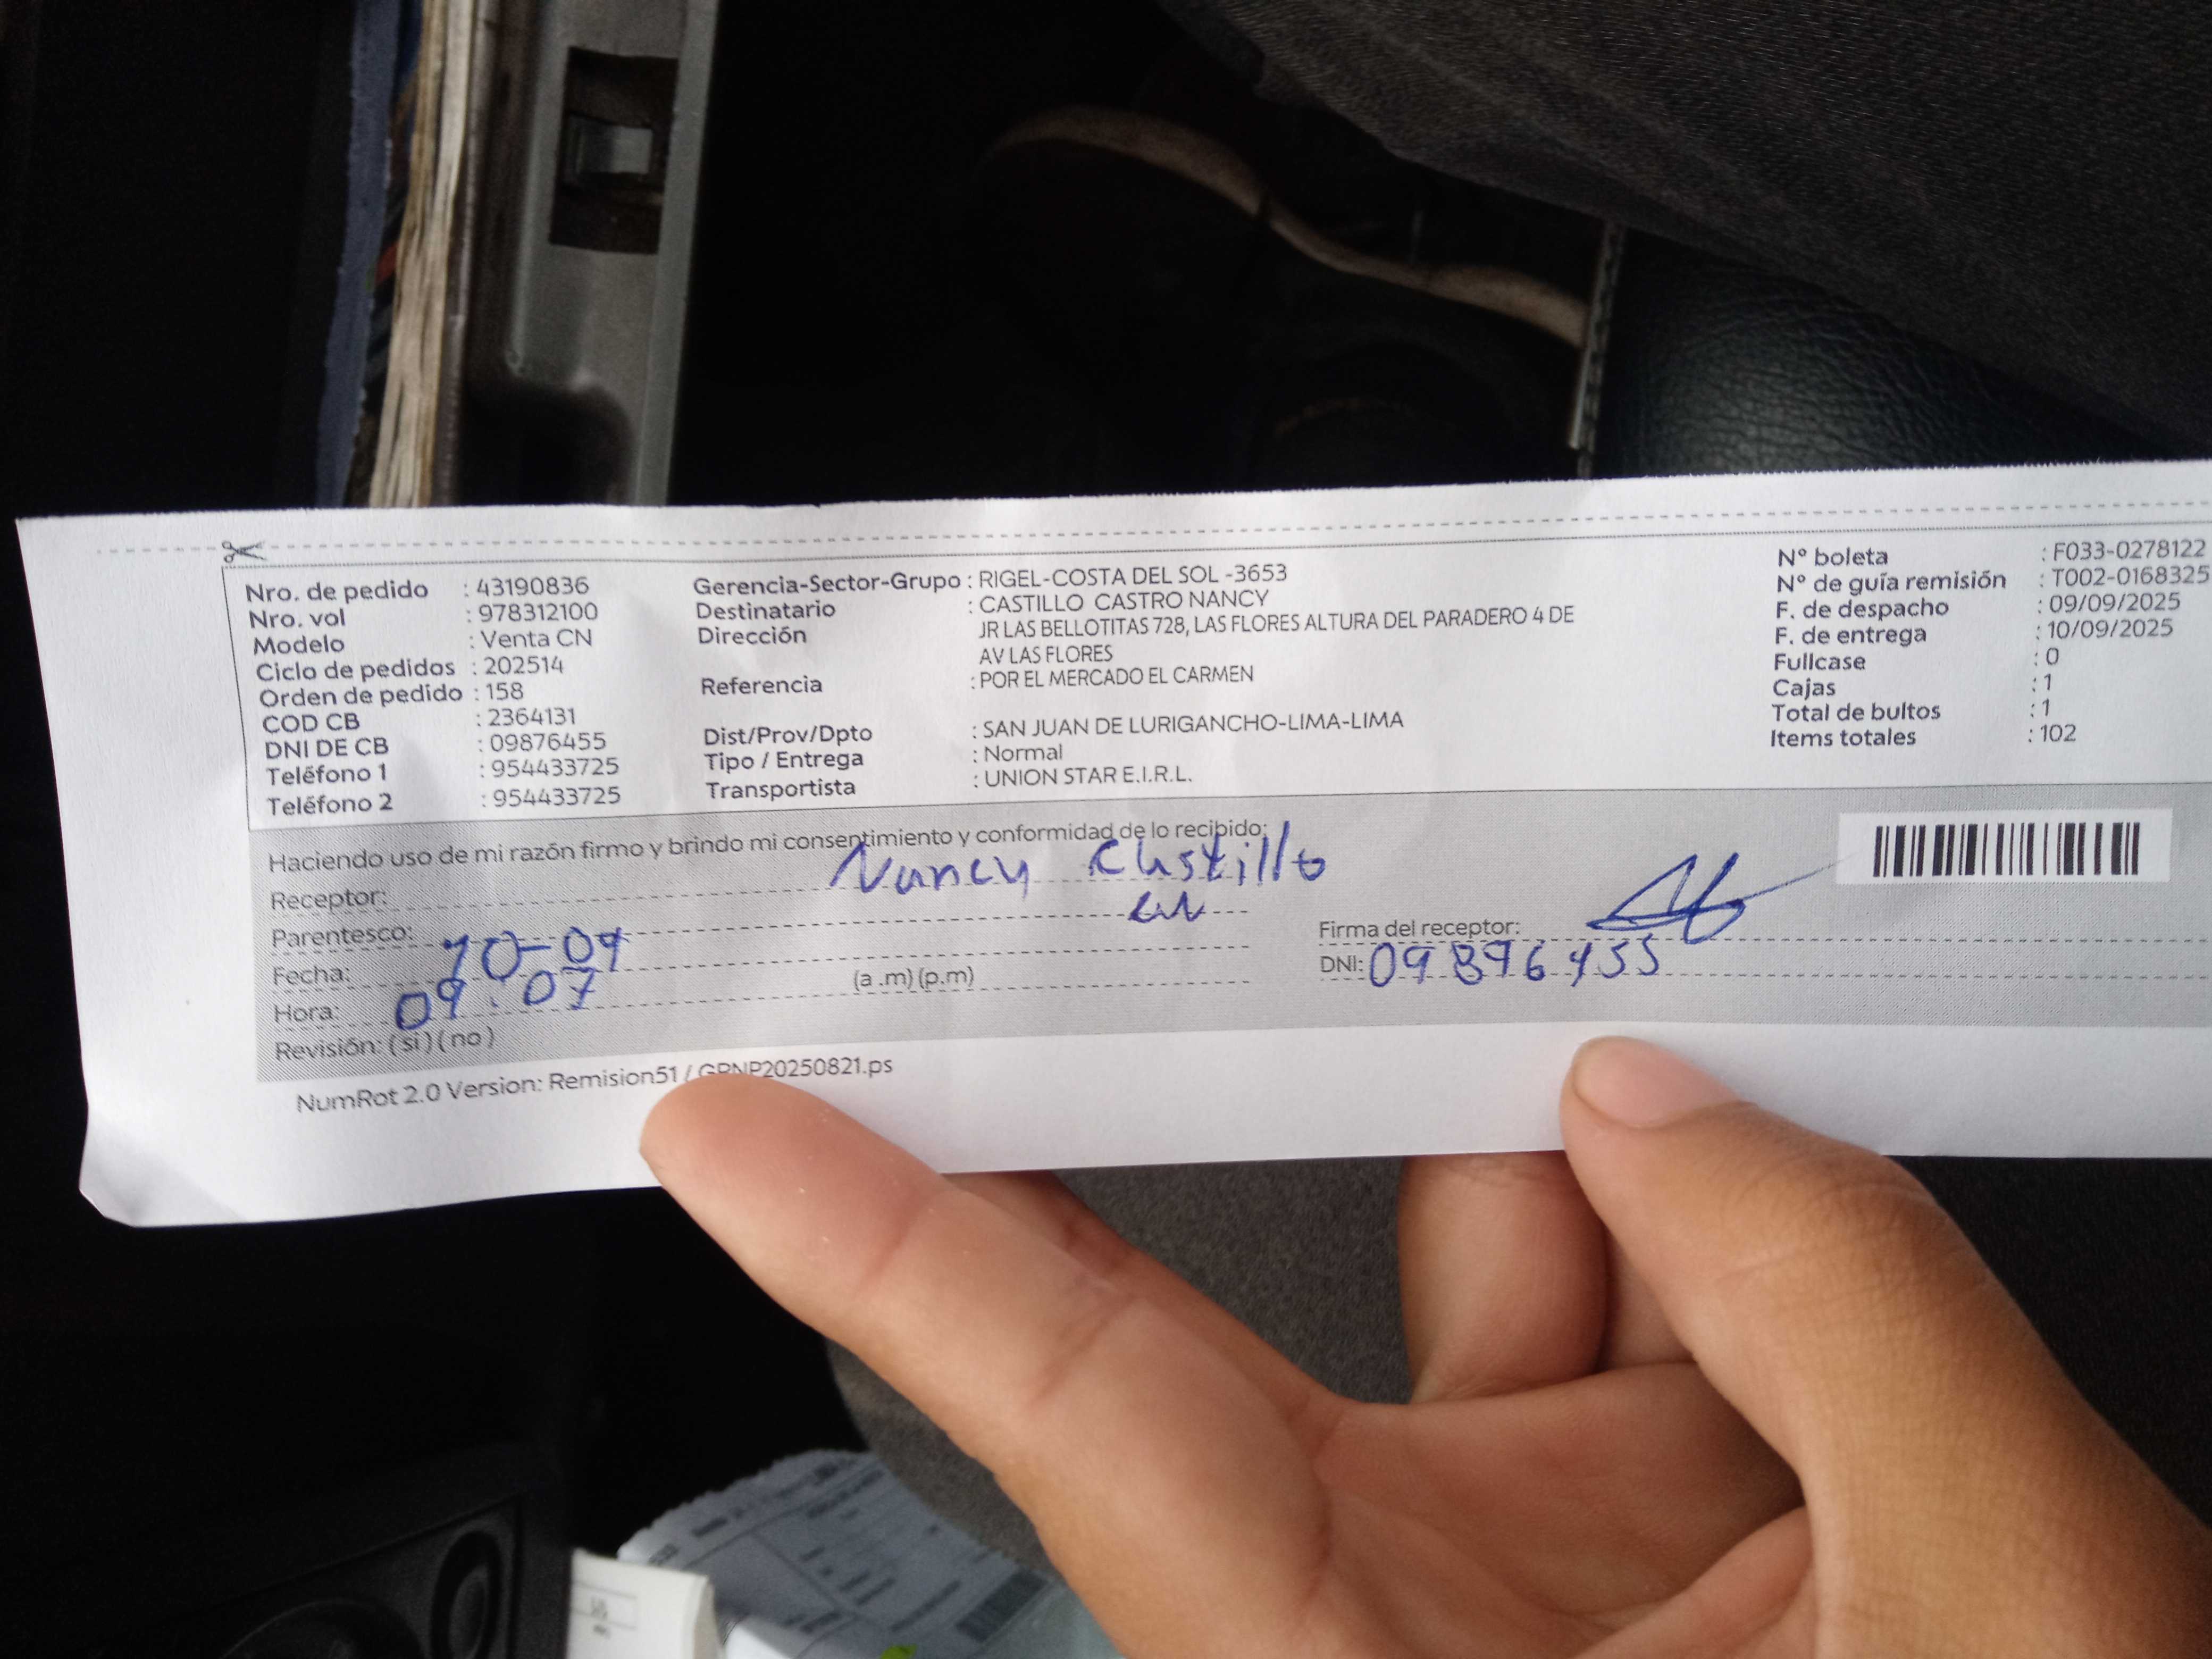 Nro. de pedido : 43190836
Nro. vol : 978312100
Modelo : Venta CN
Ciclo de pedidos : 202514
Orden de pedido : 158
COD CB : 2364131
DNI DE CB : 09876455
Teléfono 1 : 954433725
Teléfono 2 : 954433725
Gerencia-Sector-Grupo : RIGEL-COSTA DEL SOL -3653
Destinatario : CASTILLO CASTRO NANCY
Dirección JR LAS BELLOTITAS 728, LAS FLORES ALTURA DEL PARADERO 4 DE
AV LAS FLORES
Referencia : POR EL MERCADO EL CARMEN
Dist/Prov/Dpto : SAN JUAN DE LURIGANCHO-LIMA-LIMA
Tipo / Entrega : Normal
Transportista : UNION STAR E.I.R.L.
N° boleta : F033-0278122
N° de guía remisión : T002-0168325
F. de despacho : 09/09/2025
F. de entrega : 10/09/2025
Fullcase : 0
Cajas : 1
Total de bultos : 1
Items totales : 102
Haciendo uso de mi razón firmo y brindo mi consentimiento y conformidad de lo recibido:
Receptor: Nancy Castillo
Parentesco:
Fecha: 10-09
Hora: 09:07 (a .m) (p.m)
Revisión: ( si ) ( no )
Firma del receptor:
DNI: 09876455
NumRot 2.0 Version: Remision51 / GPNP20250821.ps